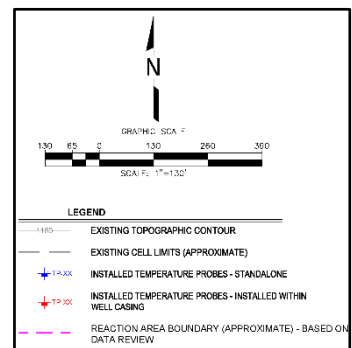 N
GRAPHIC SCALE
130 65 0 130 260 390
SCALE: 1"=130'
LEGEND
EXISTING TOPOGRAPHIC CONTOUR
EXISTING CELL LIMITS (APPROXIMATE)
TP-XX INSTALLED TEMPERATURE PROBES - STANDALONE
TP-XX INSTALLED TEMPERATURE PROBES - INSTALLED WITHIN
WELL CASING
REACTION AREA BOUNDARY (APPROXIMATE) - BASED ON
DATA REVIEW